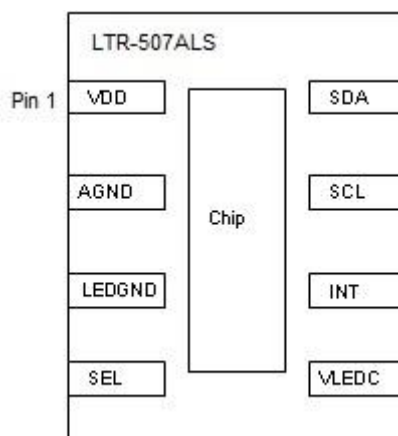 LTR-507ALS
Pin 1 VDD SDA
AGND SCL
Chip
LEDGND INT
SEL VLEDC